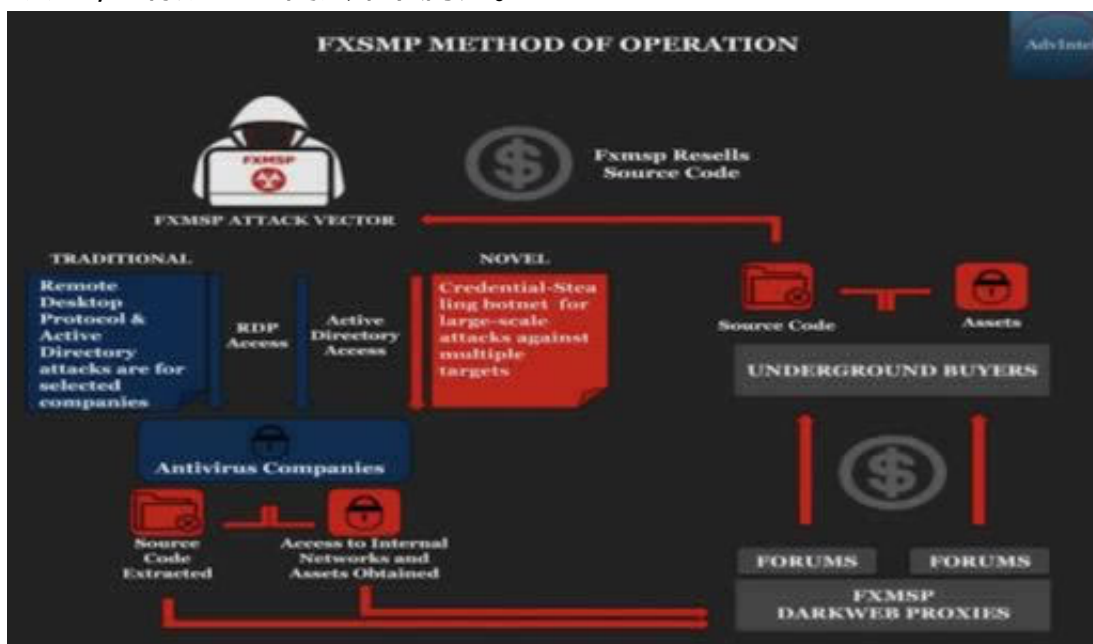 FXSMP METHOD OF OPERATION
AdvIntel
FXMSP
Fxmsp Resells
Source Code
FXMSP ATTACK VECTOR
TRADITIONAL
Remote
Desktop
Protocol &
Active
Directory
attacks are for
selected
companies
RDP
Access
Active
Directory
Access
NOVEL
Credential-Stea
ling botnet for
large-scale
attacks against
multiple
targets
Antivirus Companies
Source
Code
Extracted
Access to Internal
Networks and
Assets Obtained
Source Code
Assets
UNDERGROUND BUYERS
FORUMS
FORUMS
FXMSP
DARKWEB PROXIES